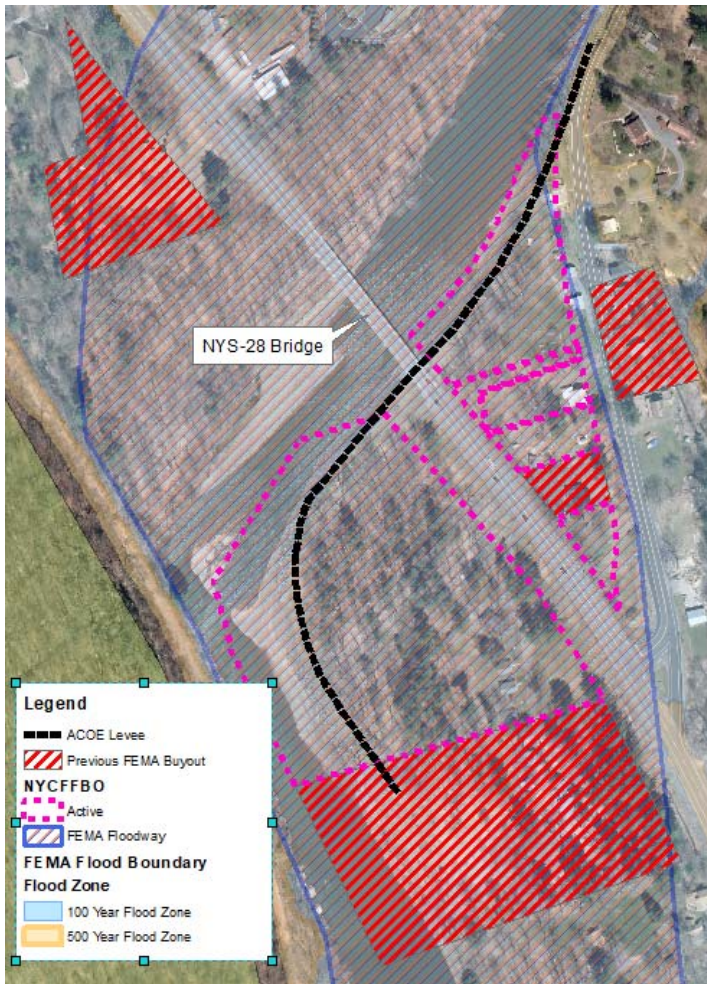 NYS-28 Bridge
Legend
ACOE Levee
Previous FEMA Buyout
NYCFFBO
Active
FEMA Floodway
FEMA Flood Boundary
Flood Zone
100 Year Flood Zone
500 Year Flood Zone